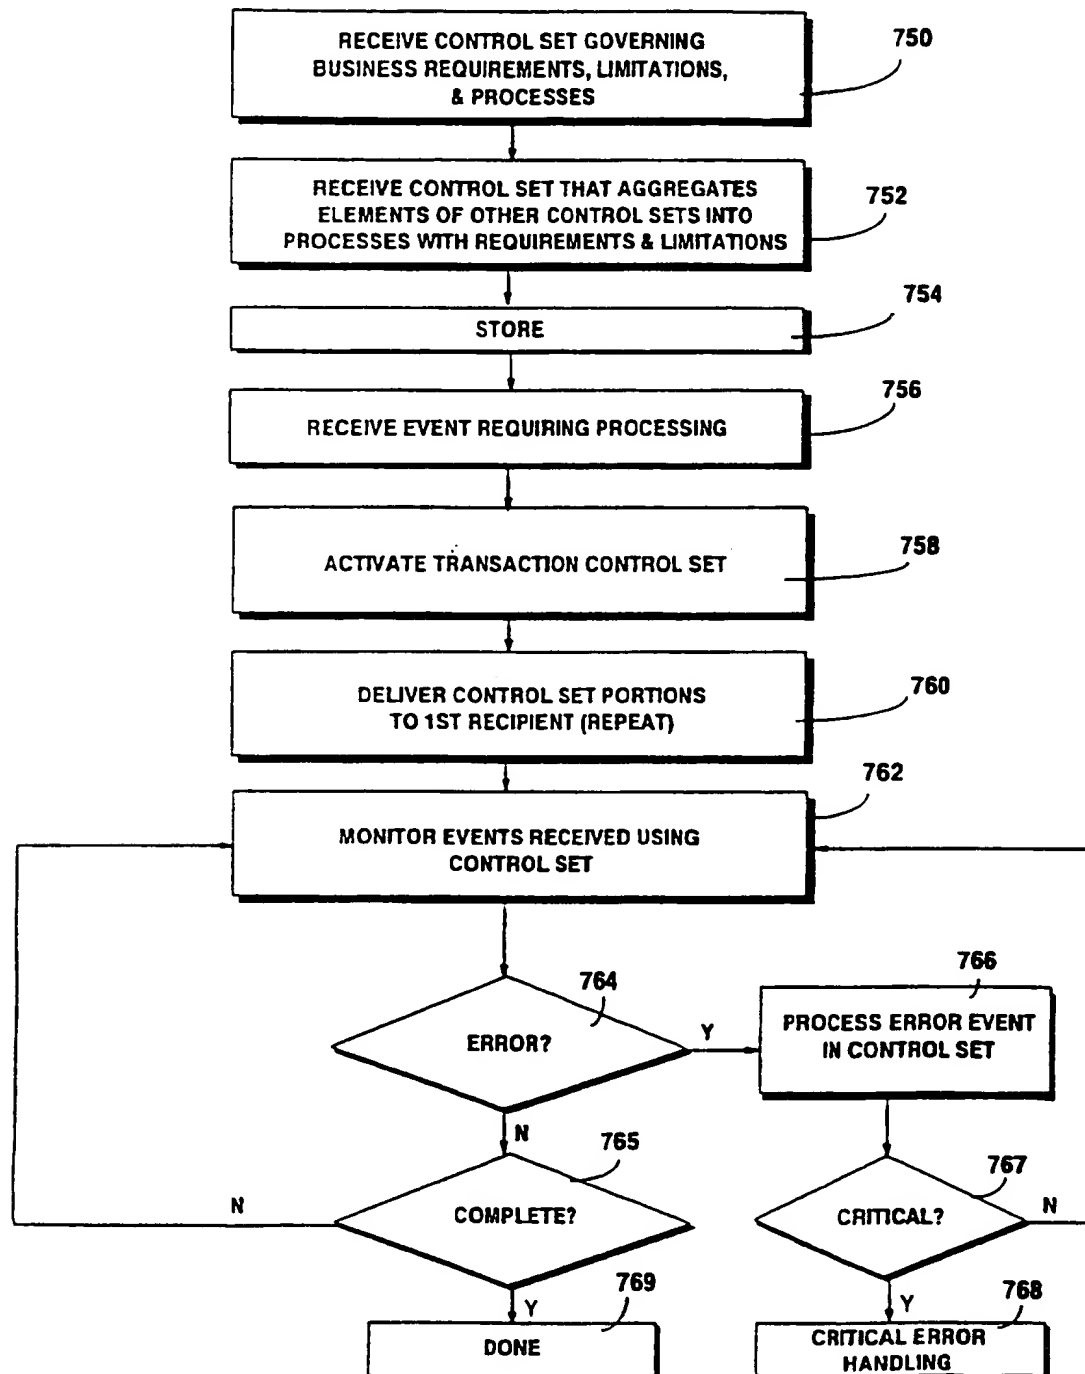 RECEIVE CONTROL SET GOVERNING
BUSINESS REQUIREMENTS, LIMITATIONS,
& PROCESSES
750
RECEIVE CONTROL SET THAT AGGREGATES
ELEMENTS OF OTHER CONTROL SETS INTO
PROCESSES WITH REQUIREMENTS & LIMITATIONS
752
STORE
754
RECEIVE EVENT REQUIRING PROCESSING
756
ACTIVATE TRANSACTION CONTROL SET
758
DELIVER CONTROL SET PORTIONS
TO 1ST RECIPIENT (REPEAT)
760
MONITOR EVENTS RECEIVED USING
CONTROL SET
762
ERROR?
764
Y
PROCESS ERROR EVENT
IN CONTROL SET
766
N
COMPLETE?
765
N
CRITICAL?
767
N
Y
DONE
769
Y
CRITICAL ERROR
HANDLING
768